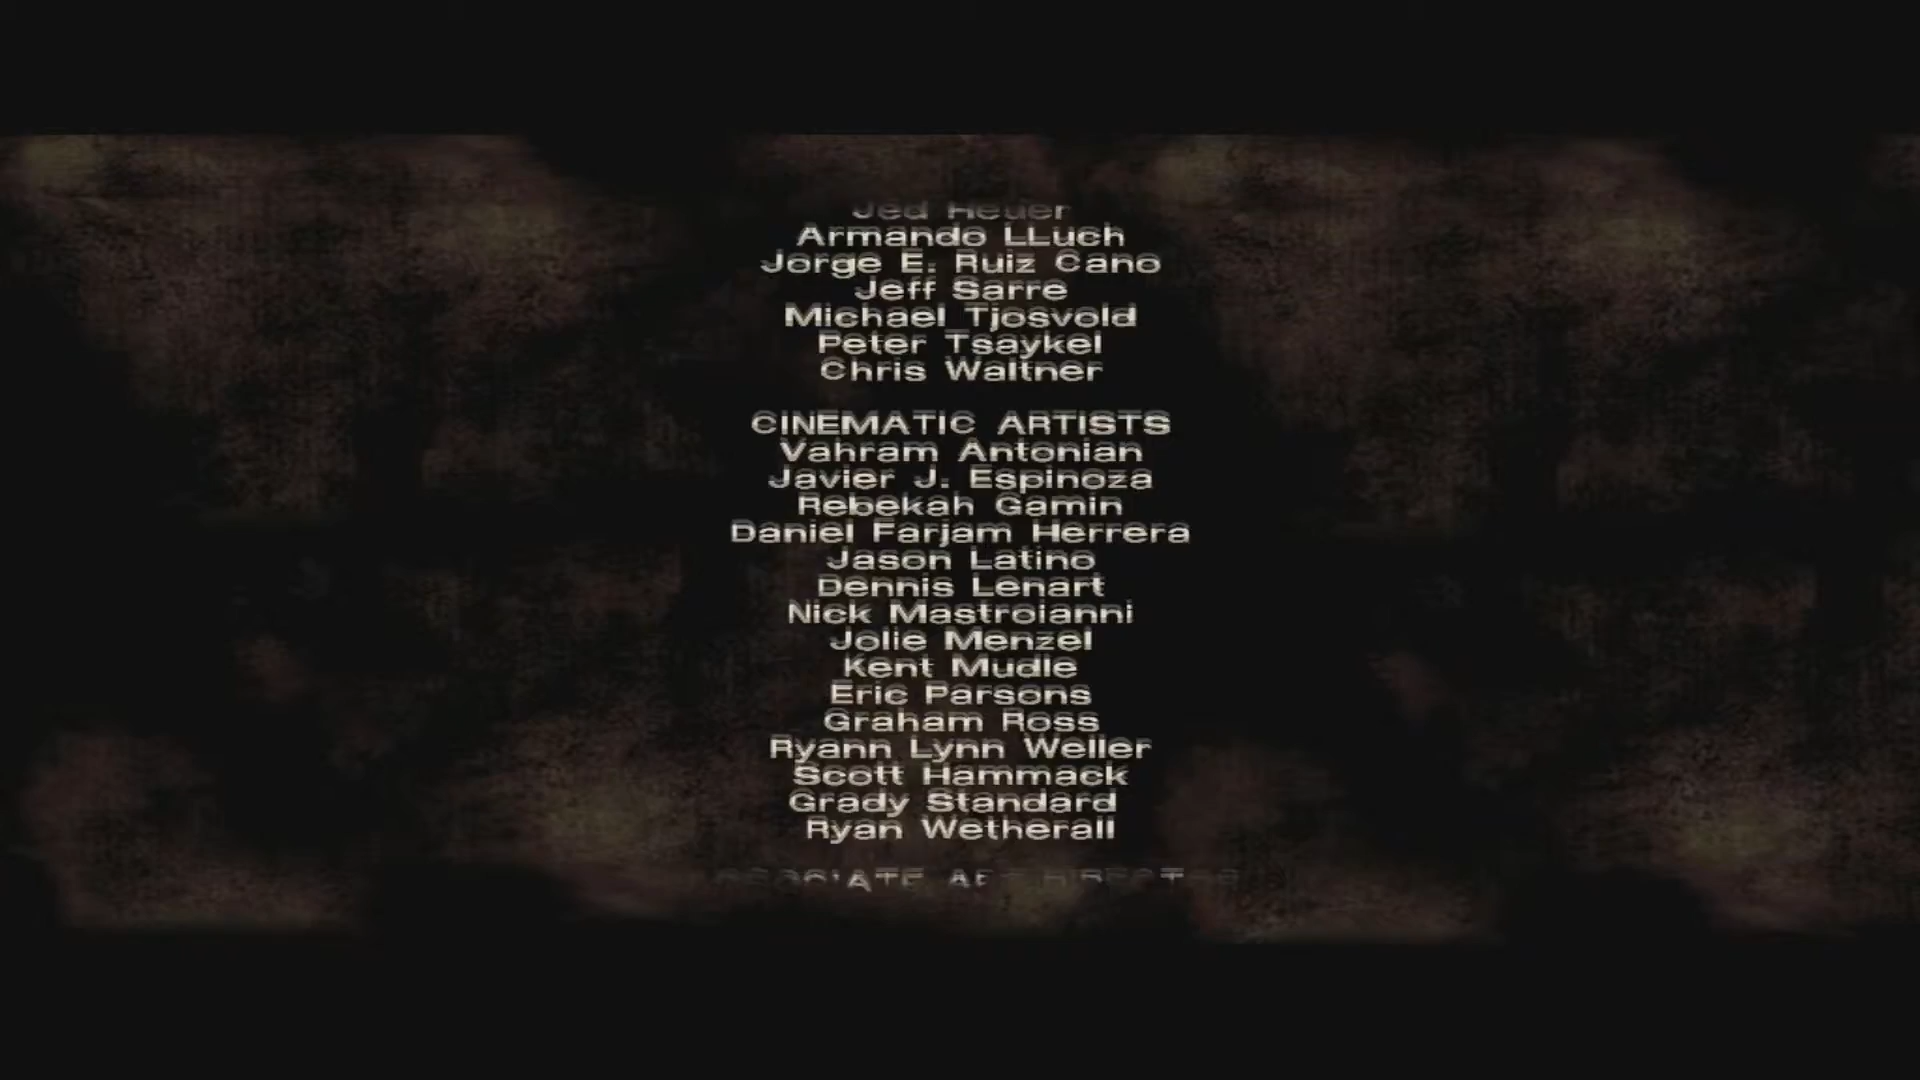 Jed Heuer
Armando LLuch
Jorge E. Ruiz Cano
Jeff Sarre
Michael Tjosvold
Peter Tsaykel
Chris Waltner
CINEMATIC ARTISTS
Vahram Antonian
Javier J. Espinoza
Rebekah Gamin
Daniel Farjam Herrera
Jason Latino
Dennis Lenart
Nick Mastroianni
Jolie Menzel
Kent Mudle
Eric Parsons
Graham Ross
Ryann Lynn Weller
Scott Hammack
Grady Standard
Ryan Wetherall